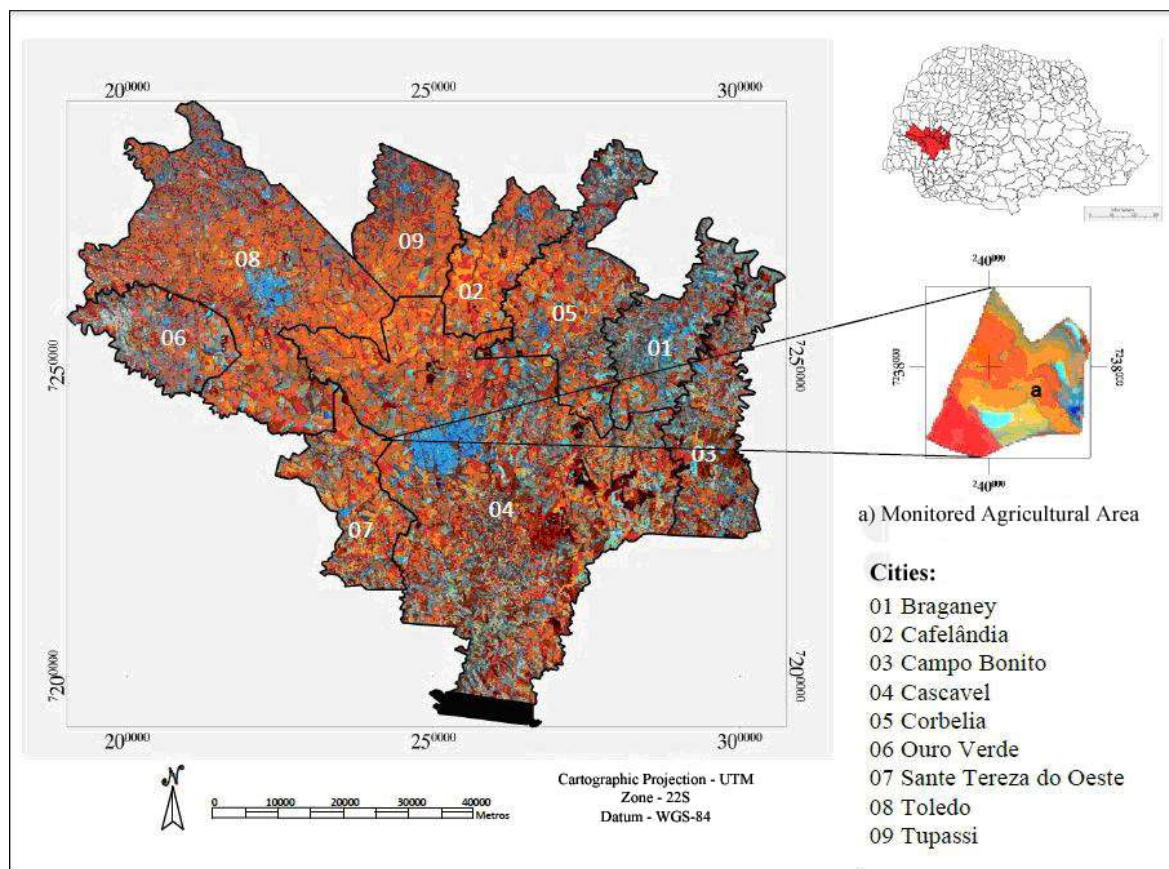 20⁰⁰⁰⁰ 25⁰⁰⁰⁰ 30⁰⁰⁰⁰
09
08
02
05
06
01
03
04
07
725⁰⁰⁰⁰ 725⁰⁰⁰⁰
720⁰⁰⁰⁰ 720⁰⁰⁰⁰
20⁰⁰⁰⁰ 25⁰⁰⁰⁰ 30⁰⁰⁰⁰
N
0 10000 20000 30000 40000
Metros
Cartographic Projection - UTM
Zone - 22S
Datum - WGS-84
²40⁰⁰⁰
⁷238⁰⁰⁰ ⁷238⁰⁰⁰
a
²40⁰⁰⁰
a) Monitored Agricultural Area
Cities:
01 Braganey
02 Cafelândia
03 Campo Bonito
04 Cascavel
05 Corbelia
06 Ouro Verde
07 Sante Tereza do Oeste
08 Toledo
09 Tupassi